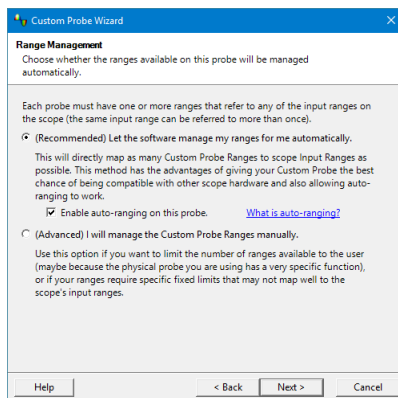 Custom Probe Wizard
Range Management
Choose whether the ranges available on this probe will be managed
automatically.
Each probe must have one or more ranges that refer to any of the input ranges on
the scope (the same input range can be referred to more than once).
(Recommended) Let the software manage my ranges for me automatically.
This will directly map as many Custom Probe Ranges to scope Input Ranges as
possible. This method has the advantages of giving your Custom Probe the best
chance of being compatible with other scope hardware and also allowing auto-
ranging to work.
Enable auto-ranging on this probe. What is auto-ranging?
(Advanced) I will manage the Custom Probe Ranges manually.
Use this option if you want to limit the number of ranges available to the user
(maybe because the physical probe you are using has a very specific function),
or if your ranges require specific fixed limits that may not map well to the
scope's input ranges.
Help < Back Next > Cancel